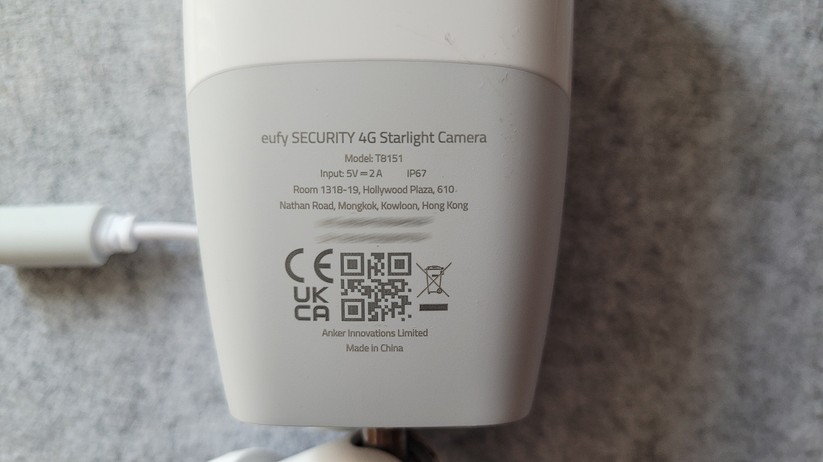 eufy SECURITY 4G Starlight Camera
Model: T8151
Input: 5V⎓2A IP67
Room 1318-19, Hollywood Plaza, 610
Nathan Road, Mongkok, Kowloon, Hong Kong
CE
UK
CA
Anker Innovations Limited
Made in China